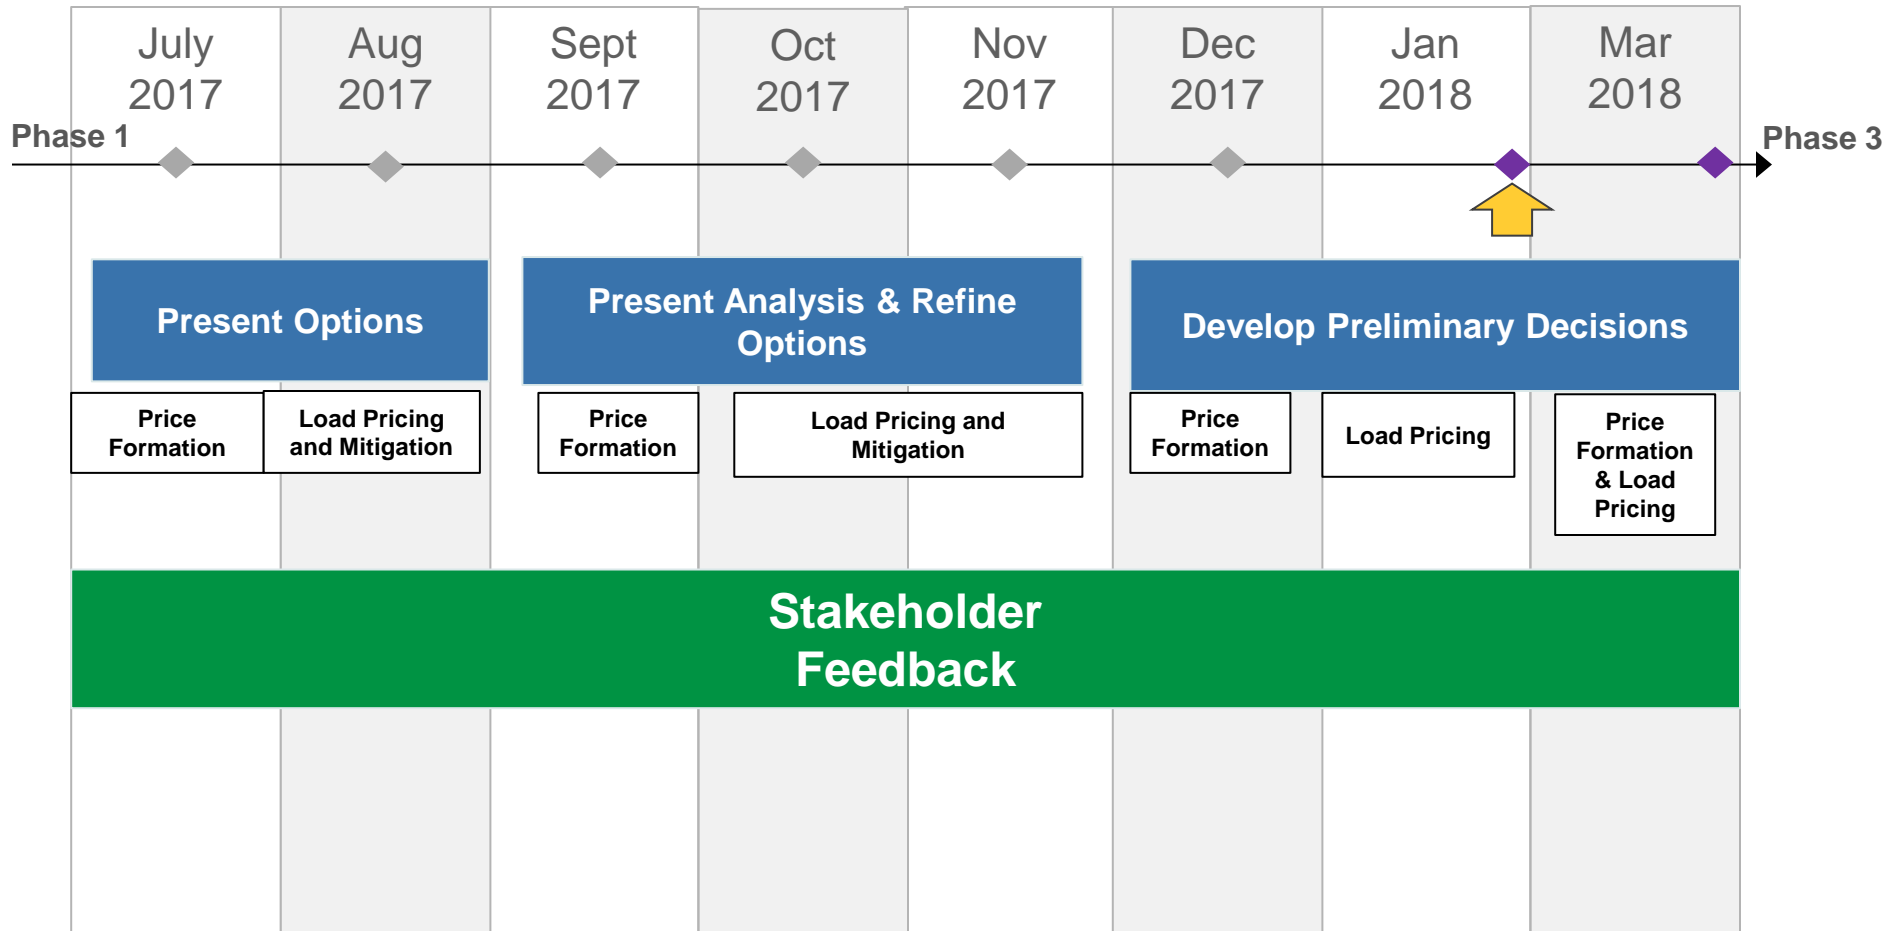 July
2017
Aug
2017
Sept
2017
Oct
2017
Nov
2017
Dec
2017
Jan
2018
Mar
2018
Phase 1
Phase 3
Present Options
Present Analysis & Refine
Options
Develop Preliminary Decisions
Price
Formation
Load Pricing
and Mitigation
Price
Formation
Load Pricing and
Mitigation
Price
Formation
Load Pricing
Price
Formation
& Load
Pricing
Stakeholder
Feedback